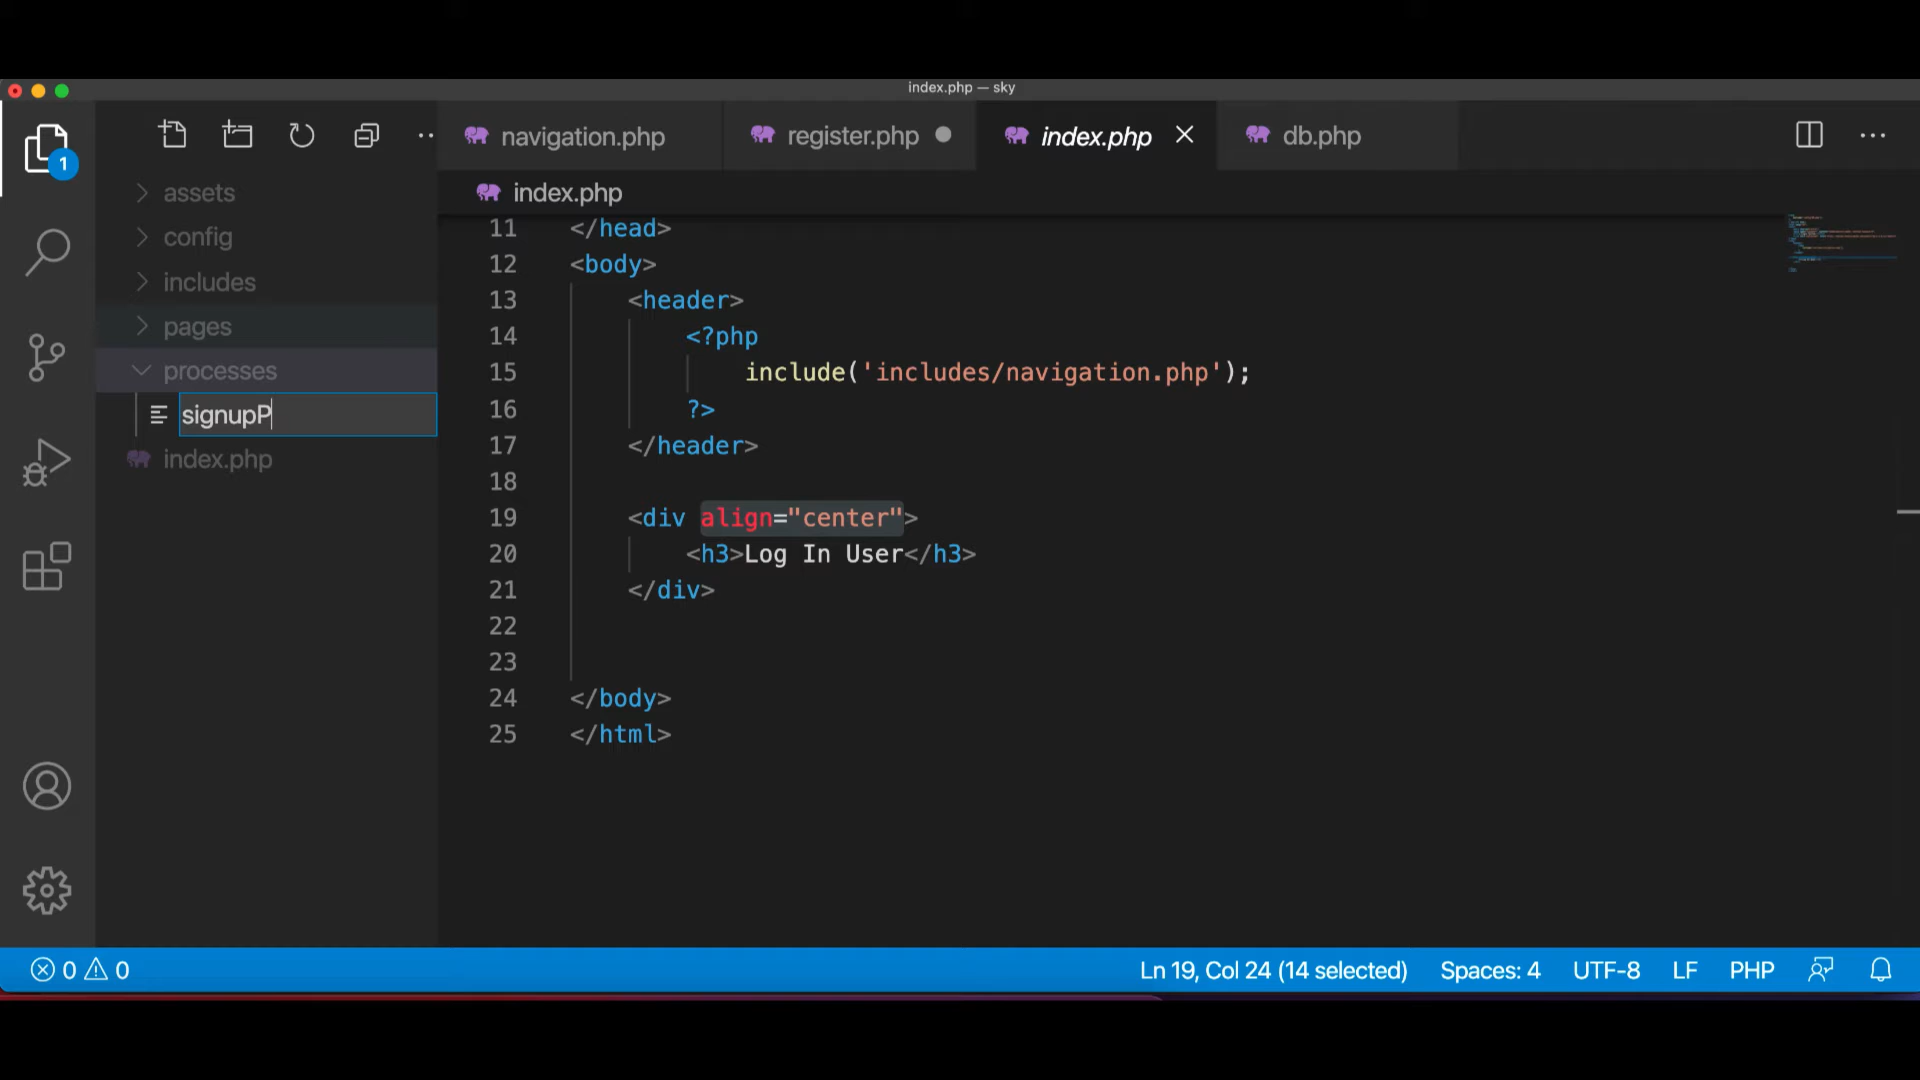 index.php — sky
navigation.php
register.php
index.php
db.php
1
assets
config
includes
pages
processes
signupP
index.php
index.php
11 </head>
12 <body>
13 <header>
14 <?php
15 include('includes/navigation.php');
16 ?>
17 </header>
18
19 <div align="center">
20 <h3>Log In User</h3>
21 </div>
22
23
24 </body>
25 </html>
0 0
Ln 19, Col 24 (14 selected) Spaces: 4 UTF-8 LF PHP